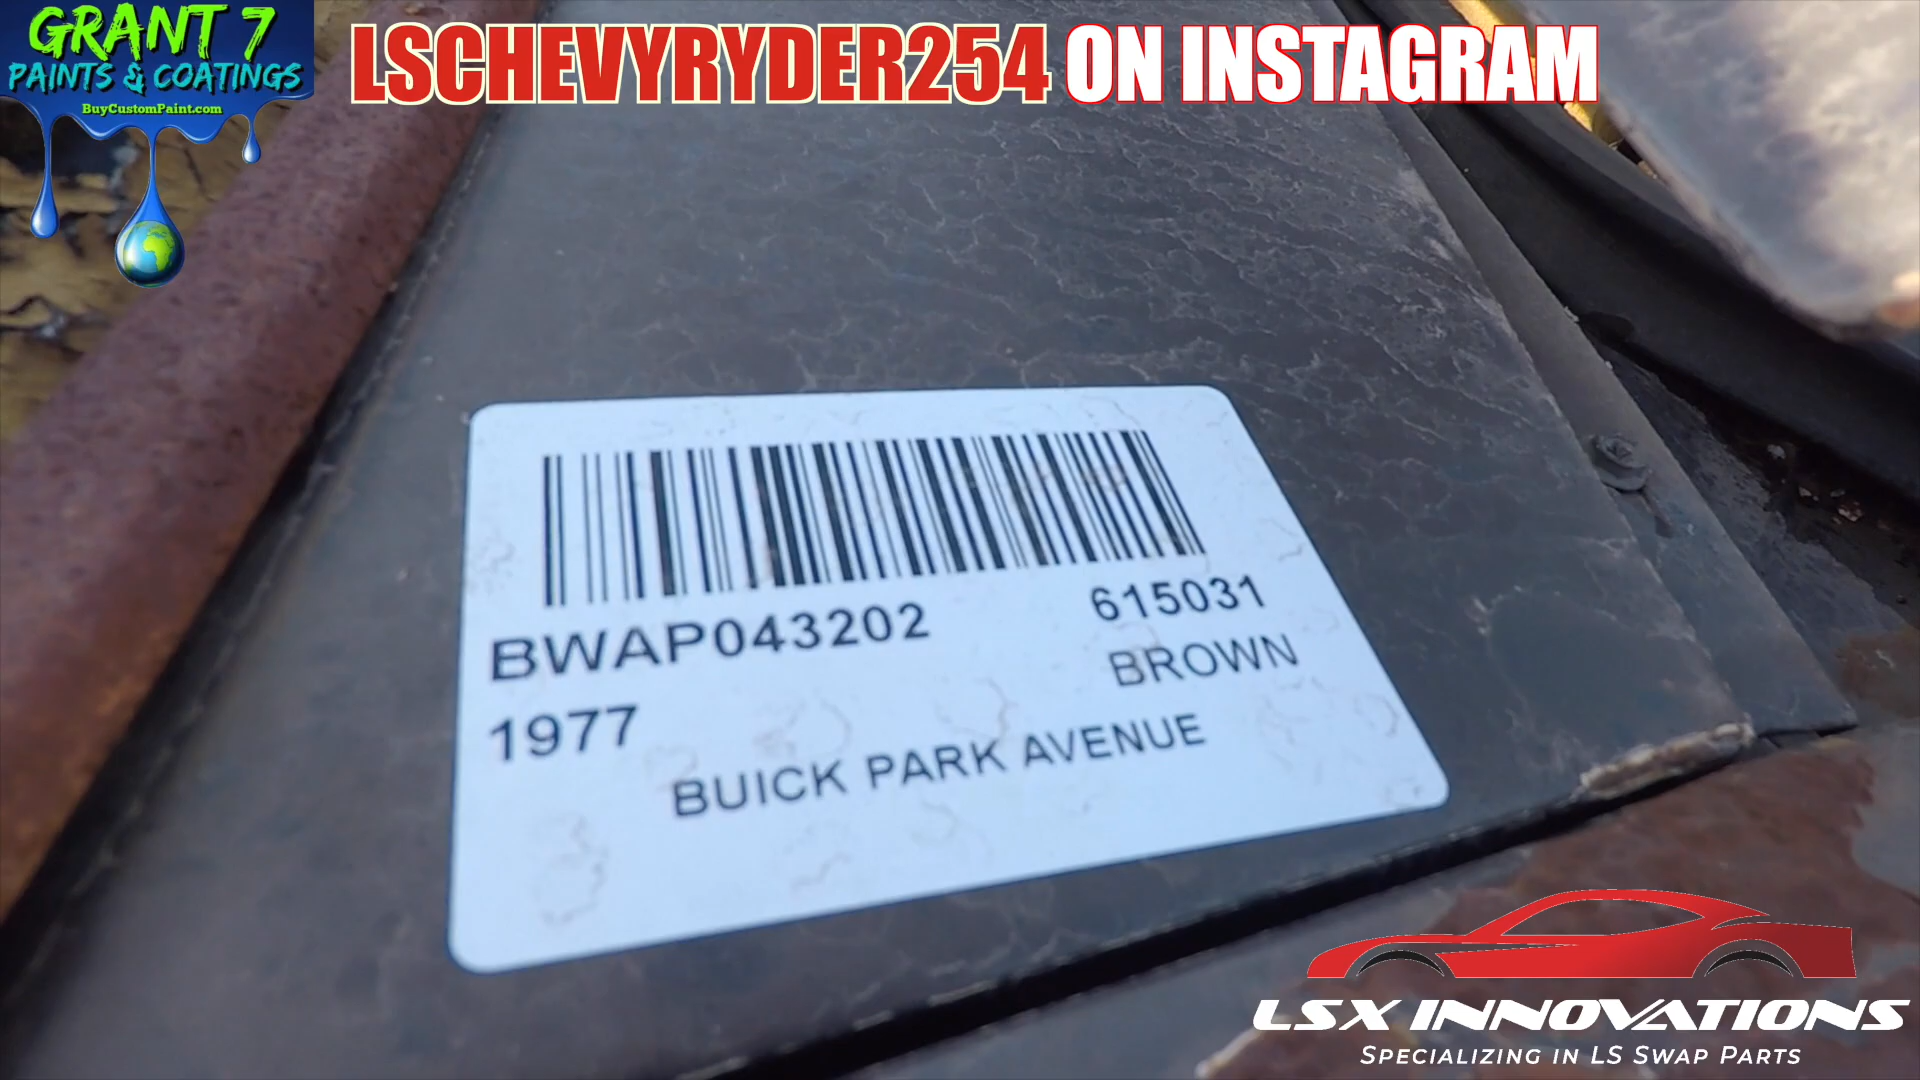 GRANT 7
PAINTS & COATINGS
BuyCustomPaint.com
LSCHEVYRYDER254 ON INSTAGRAM
BWAP043202 615031
1977 BROWN
BUICK PARK AVENUE
LSX INNOVATIONS
SPECIALIZING IN LS SWAP PARTS